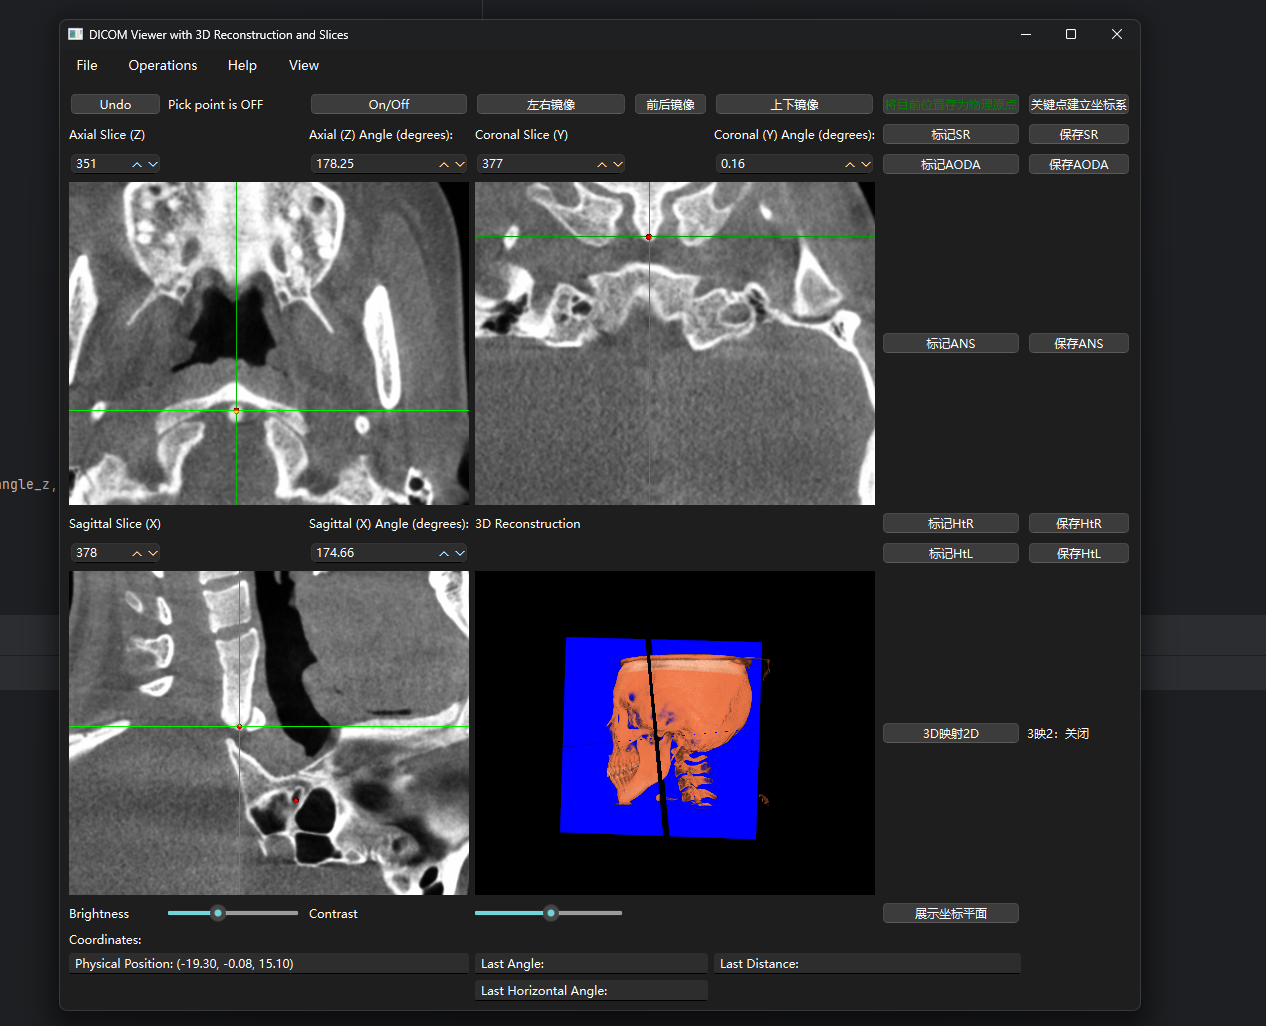 DICOM Viewer with 3D Reconstruction and Slices
File Operations Help View
Undo Pick point is OFF On/Off 左右镜像 前后镜像 上下镜像 将目前位置存为物理原点 关键点建立坐标系
Axial Slice (Z) Axial (Z) Angle (degrees): Coronal Slice (Y) Coronal (Y) Angle (degrees): 标记SR 保存SR
351 178.25 377 0.16 标记AODA 保存AODA
标记ANS 保存ANS
angle_z,
Sagittal Slice (X) Sagittal (X) Angle (degrees): 3D Reconstruction 标记HtR 保存HtR
378 174.66 标记HtL 保存HtL
3D映射2D 3映2：关闭
Brightness Contrast 展示坐标平面
Coordinates:
Physical Position: (-19.30, -0.08, 15.10) Last Angle: Last Distance:
Last Horizontal Angle: